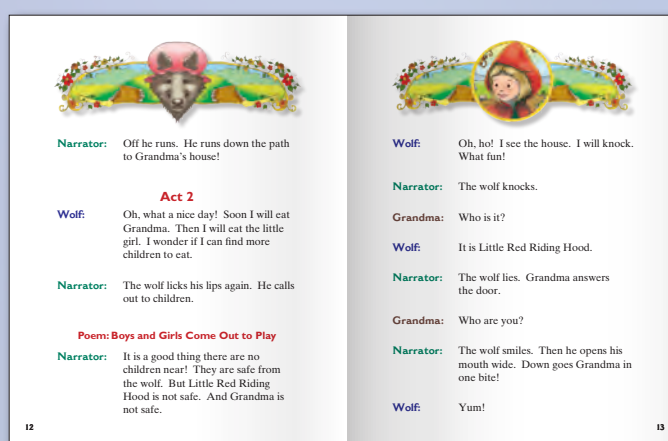 Narrator: Off he runs. He runs down the path
to Grandma's house!
Act 2
Wolf: Oh, what a nice day! Soon I will eat
Grandma. Then I will eat the little
girl. I wonder if I can find more
children to eat.
Narrator: The wolf licks his lips again. He calls
out to children.
Poem: Boys and Girls Come Out to Play
Narrator: It is a good thing there are no
children near! They are safe from
the wolf. But Little Red Riding
Hood is not safe. And Grandma is
not safe.
12
Wolf: Oh, ho! I see the house. I will knock.
What fun!
Narrator: The wolf knocks.
Grandma: Who is it?
Wolf: It is Little Red Riding Hood.
Narrator: The wolf lies. Grandma answers
the door.
Grandma: Who are you?
Narrator: The wolf smiles. Then he opens his
mouth wide. Down goes Grandma in
one bite!
Wolf: Yum!
13